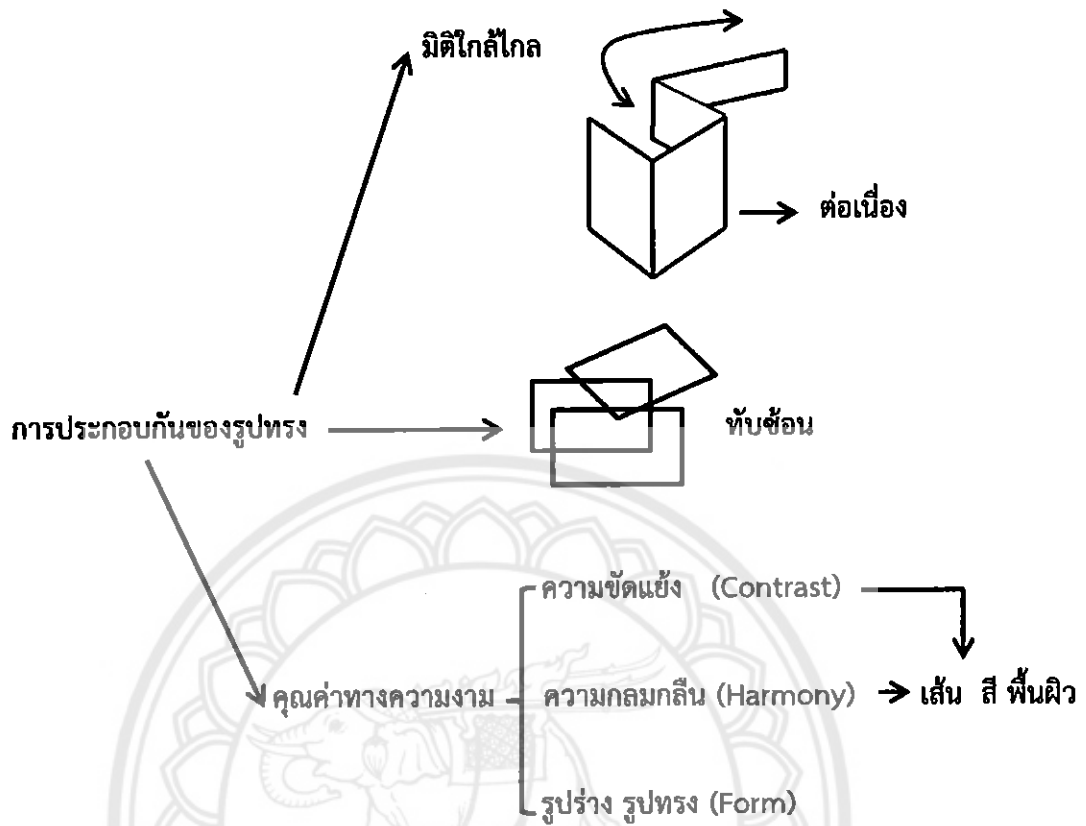 มิติใกล้ไกล
ต่อเนื่อง
การประกอบกันของรูปทรง
ทับซ้อน
ความขัดแย้ง (Contrast)
คุณค่าทางความงาม
ความกลมกลืน (Harmony)
เส้น สี พื้นผิว
รูปร่าง รูปทรง (Form)